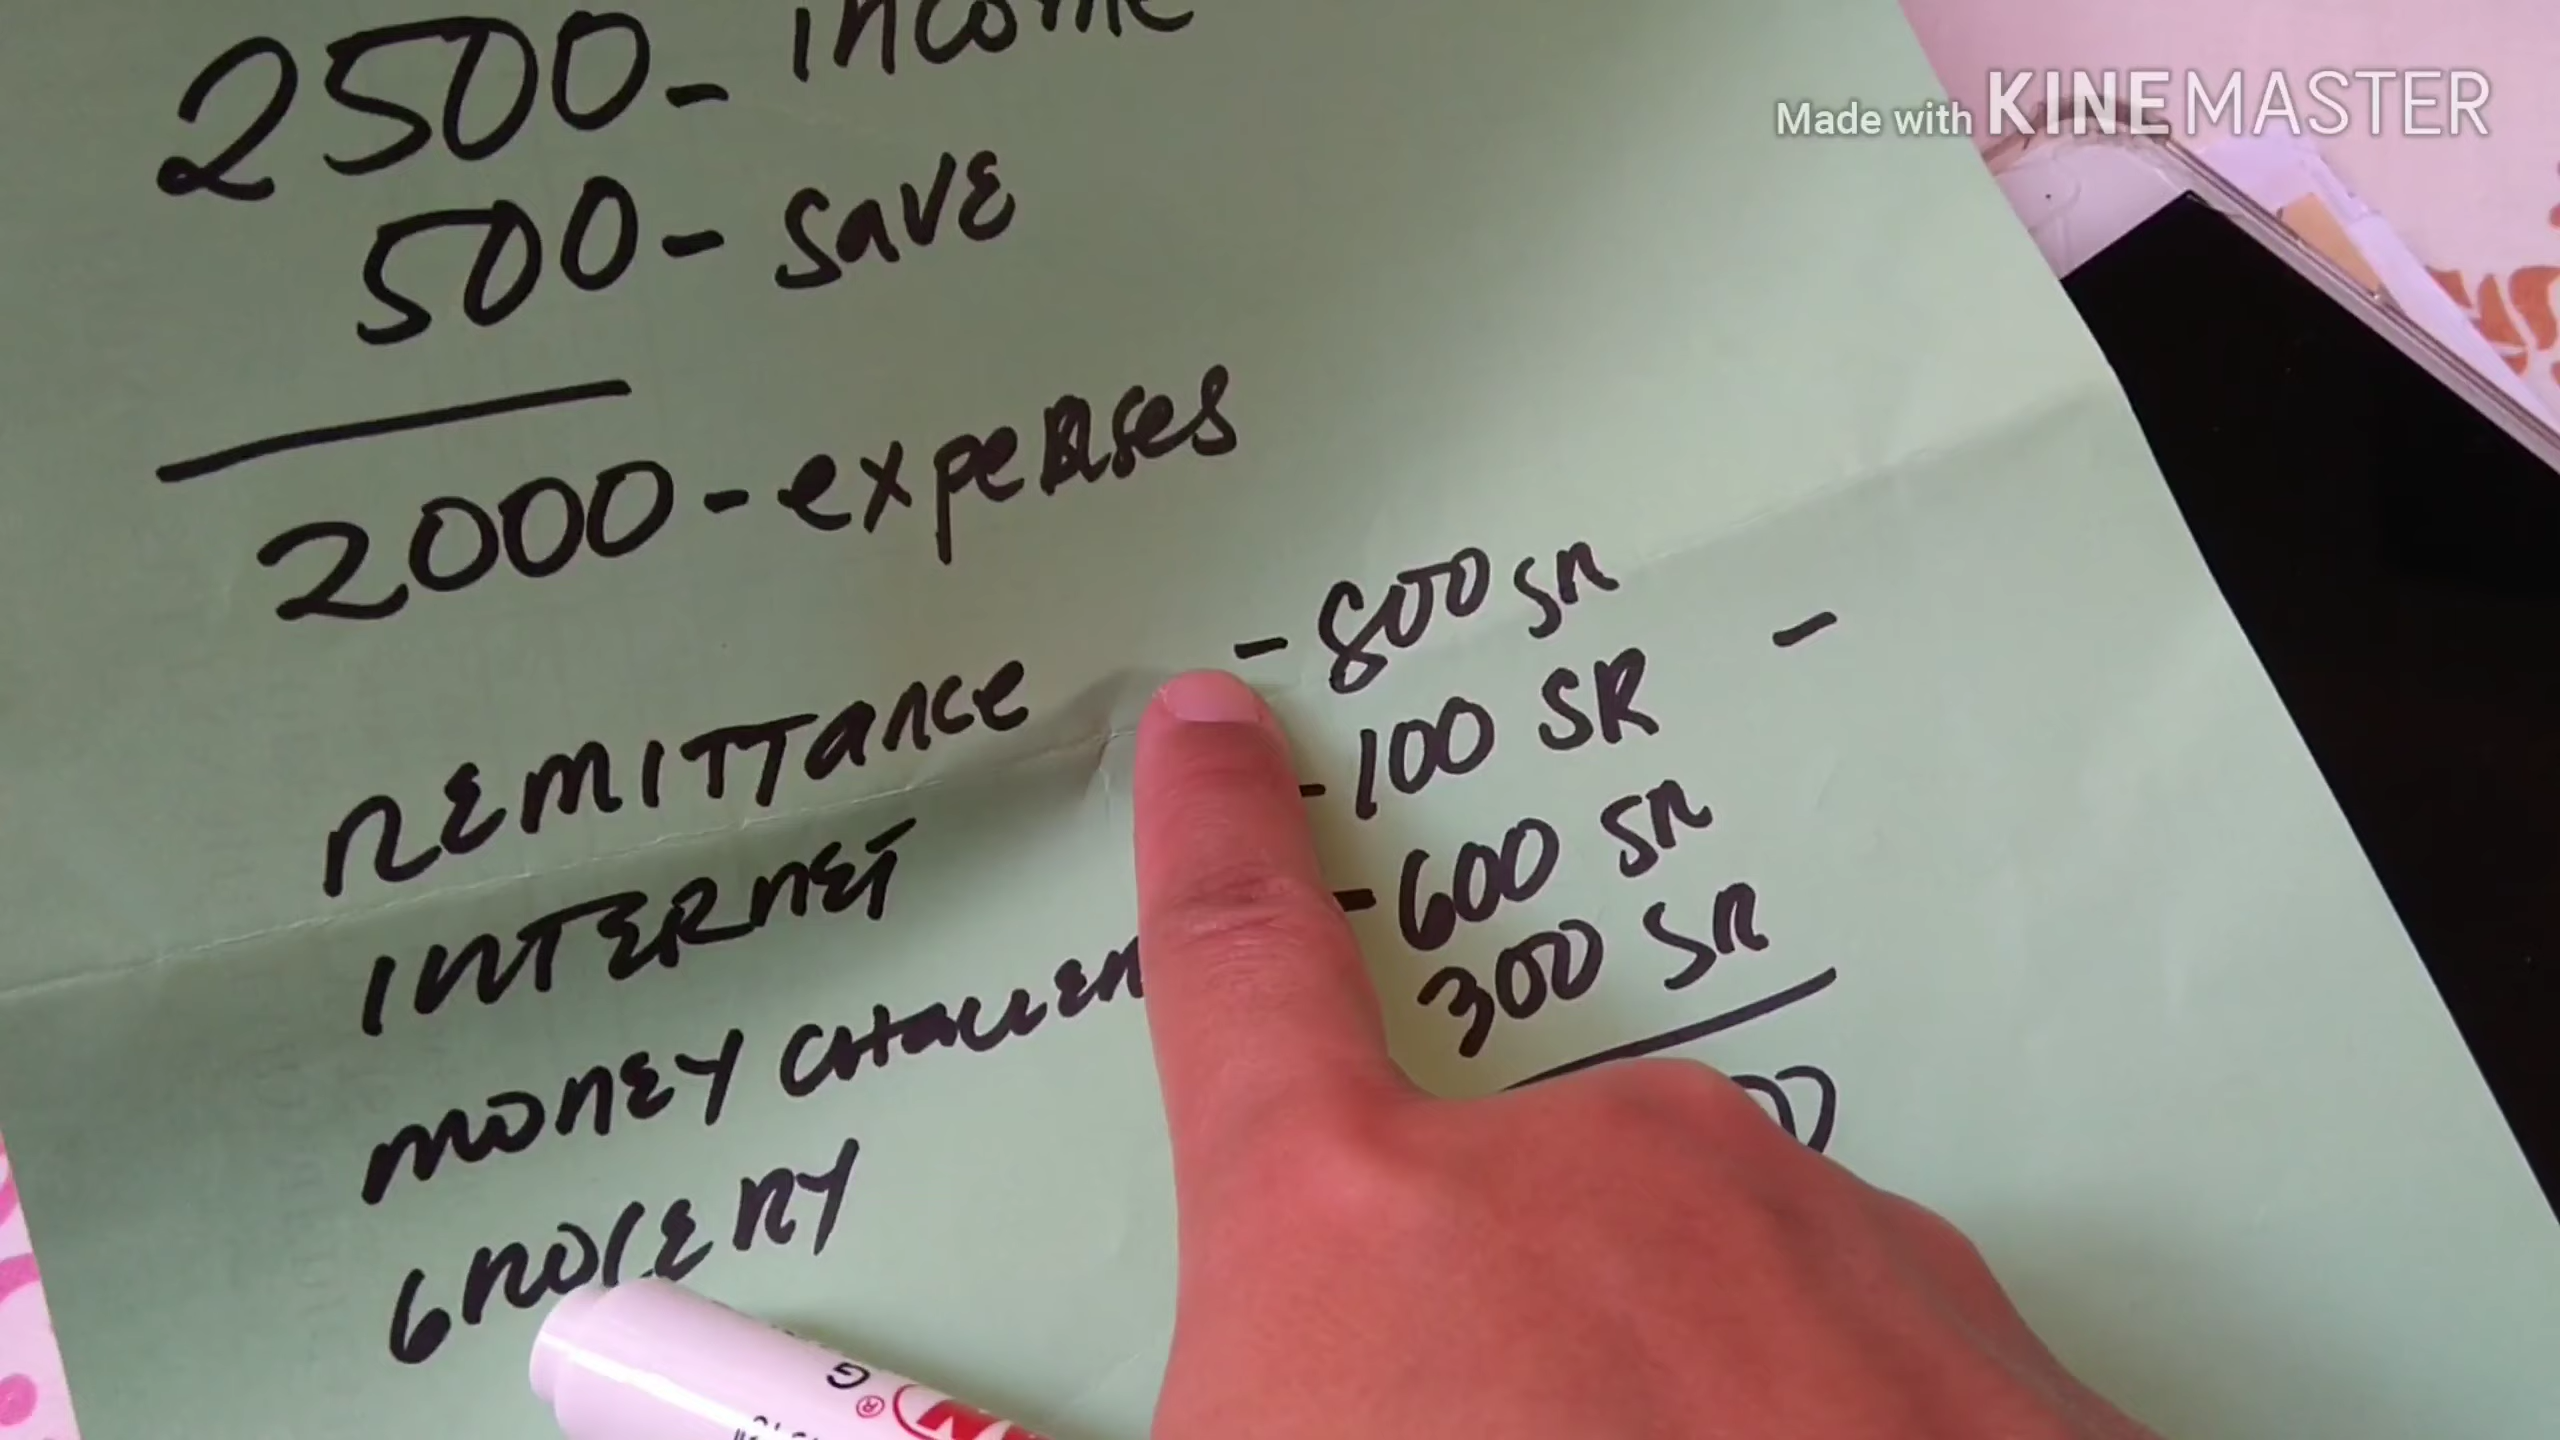 Made with KINEMASTER
2500 - income
500 - save
2000 - expenses
REMITTance - 800 SR
INTERNET - 100 SR -
MONEY CHALLEN - 600 SR
GROCERY 300 SR